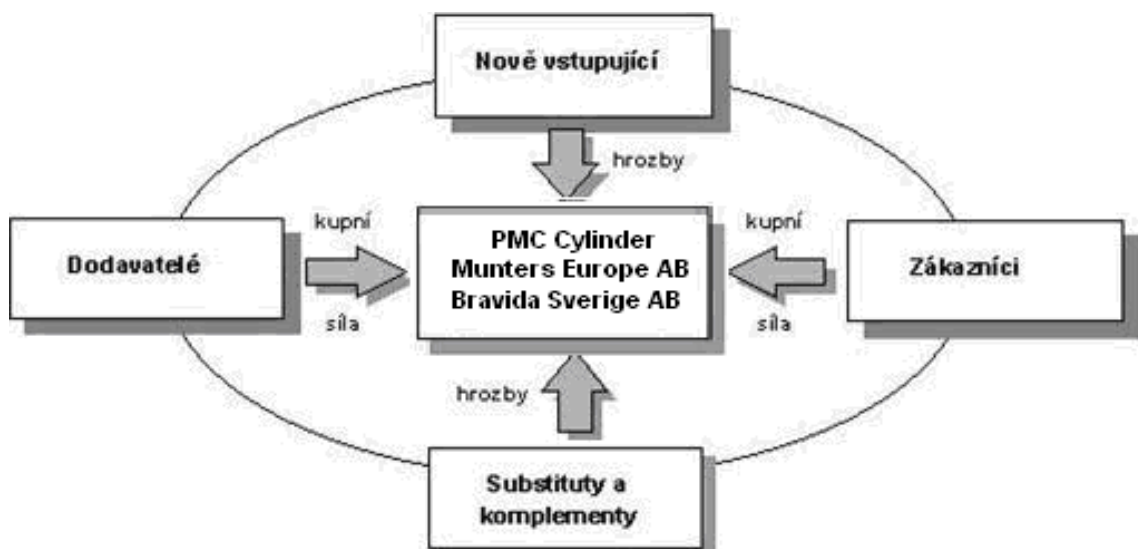 Nově vstupující
hrozby
kupní
síla
Dodavatelé
PMC Cylinder
Munters Europe AB
Bravida Sverige AB
kupní
síla
Zákazníci
hrozby
Substituty a
komplementy